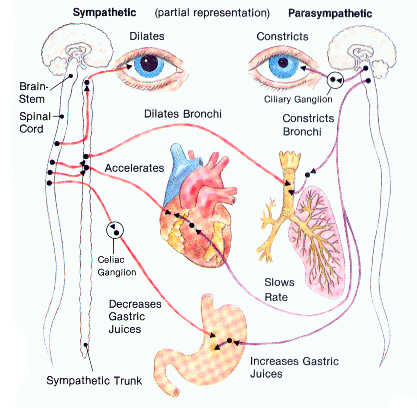 Sympathetic (partial representation) Parasympathetic
Dilates
Constricts
Brain-
Stem
Spinal
Cord
Ciliary Ganglion
Dilates Bronchi
Constricts
Bronchi
Accelerates
Celiac
Ganglion
Slows
Rate
Decreases
Gastric
Juices
Increases Gastric
Juices
Sympathetic Trunk